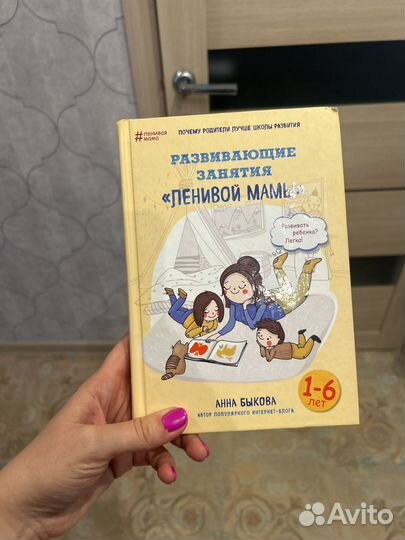 #ленивая
мама
ПОЧЕМУ РОДИТЕЛИ ЛУЧШЕ ШКОЛЫ РАЗВИТИЯ
РАЗВИВАЮЩИЕ
ЗАНЯТИЯ
«ЛЕНИВОЙ МАМЫ»
Развивать
ребенка?
Легко!
1-6
ЛЕТ
АННА БЫКОВА
АВТОР ПОПУЛЯРНОГО ИНТЕРНЕТ-БЛОГА
Avito